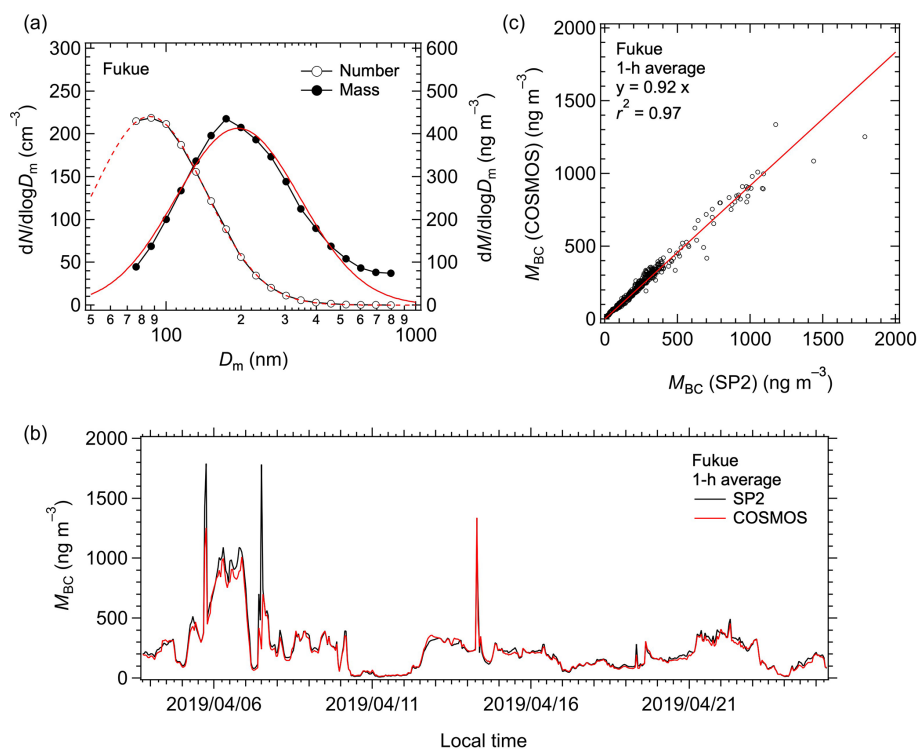 (a)
300
250
200
150
100
50
0
dN/dlogDm (cm−3)
Fukue
Number
Mass
600
500
400
300
200
100
0
dM/dlogDm (ng m−3)
5 6 7 8 9 100 2 3 4 5 6 7 8 9 1000
Dm (nm)
(c)
2000
1500
1000
500
0
MBC (COSMOS) (ng m−3)
Fukue
1-h average
y = 0.92 x
r2 = 0.97
0 500 1000 1500 2000
MBC (SP2) (ng m−3)
(b)
2000
1500
1000
500
0
MBC (ng m−3)
Fukue
1-h average
SP2
COSMOS
2019/04/06 2019/04/11 2019/04/16 2019/04/21
Local time